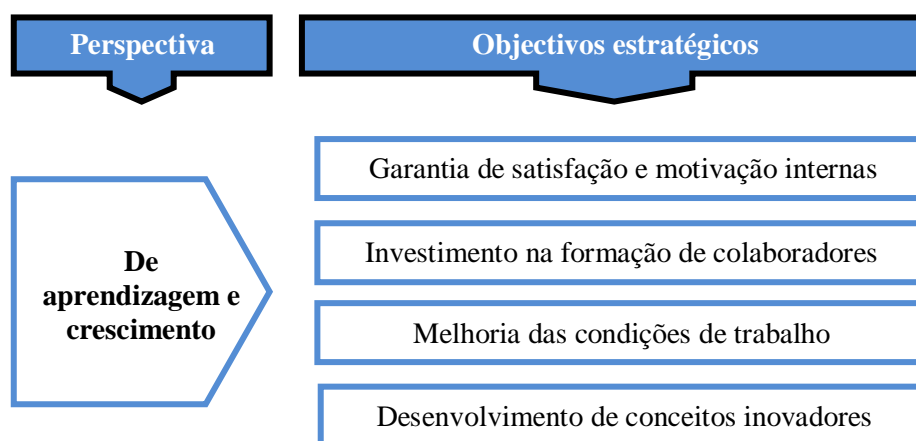 Perspectiva
Objectivos estratégicos
De
aprendizagem e
crescimento
Garantia de satisfação e motivação internas
Investimento na formação de colaboradores
Melhoria das condições de trabalho
Desenvolvimento de conceitos inovadores